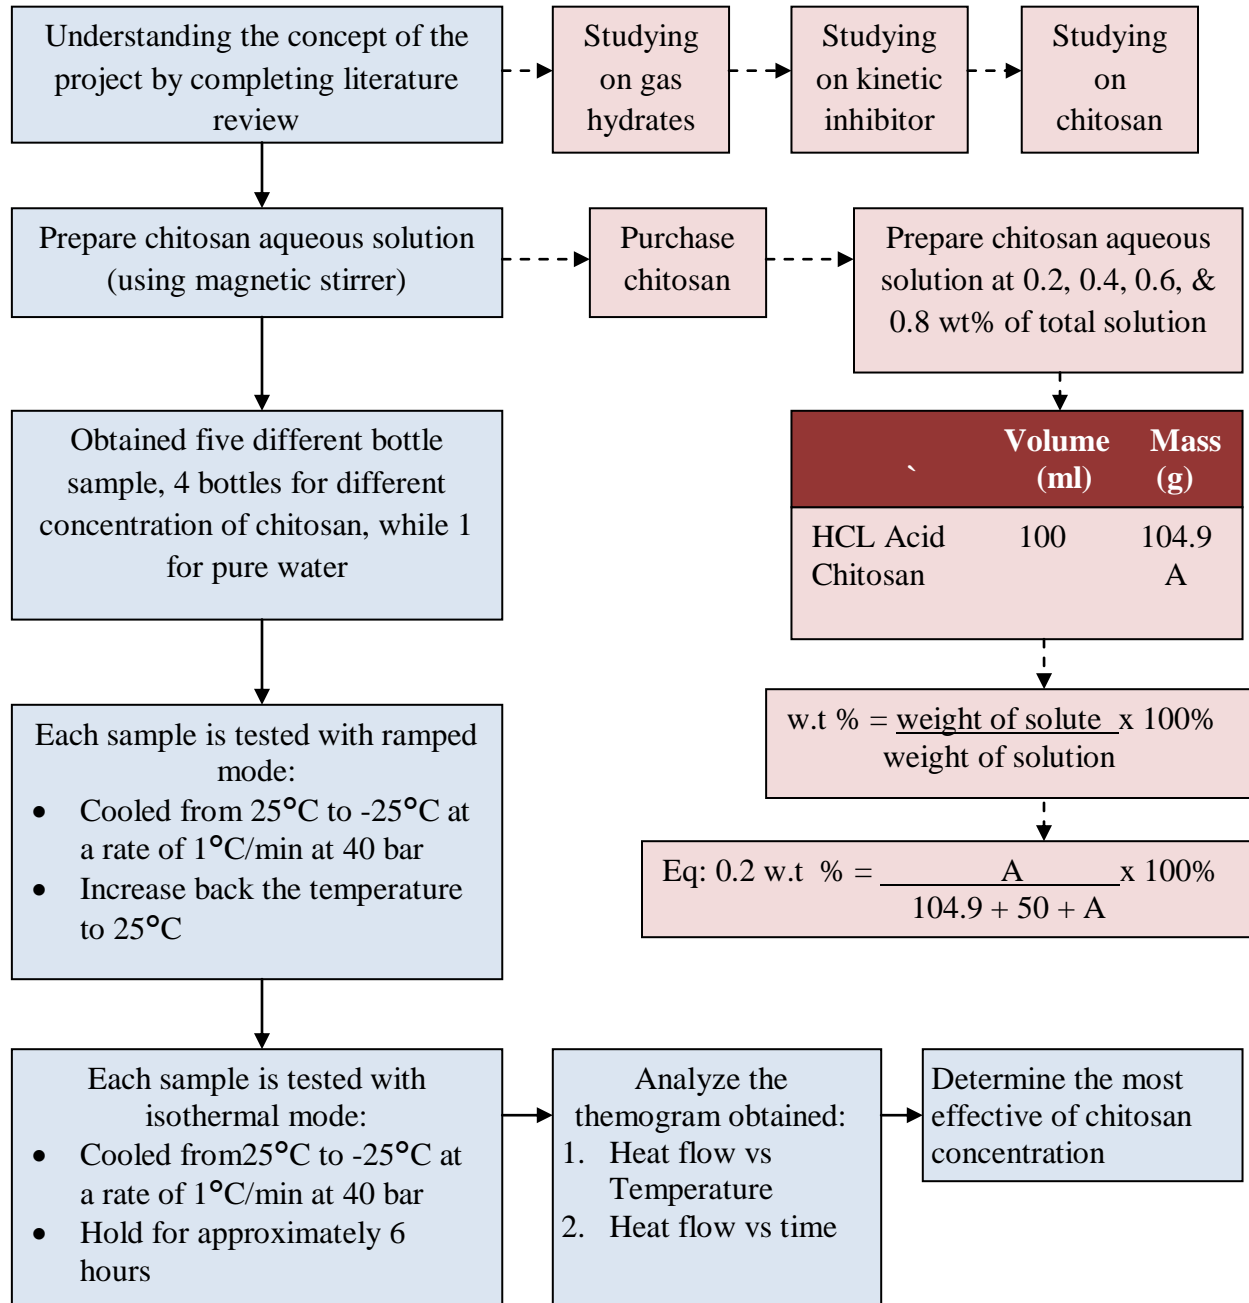 Understanding the concept of the
project by completing literature
review
Studying
on gas
hydrates
Studying
on kinetic
inhibitor
Studying
on
chitosan
Prepare chitosan aqueous solution
(using magnetic stirrer)
Purchase
chitosan
Prepare chitosan aqueous
solution at 0.2, 0.4, 0.6, &
0.8 wt% of total solution
Obtained five different bottle
sample, 4 bottles for different
concentration of chitosan, while 1
for pure water
` Volume (ml) Mass (g)
HCL Acid 100 104.9
Chitosan A
w.t % = weight of solute x 100%
weight of solution
Eq: 0.2 w.t % = A x 100%
104.9 + 50 + A
Each sample is tested with ramped
mode:
• Cooled from 25°C to -25°C at
a rate of 1°C/min at 40 bar
• Increase back the temperature
to 25°C
Each sample is tested with
isothermal mode:
• Cooled from25°C to -25°C at
a rate of 1°C/min at 40 bar
• Hold for approximately 6
hours
Analyze the
themogram obtained:
1. Heat flow vs
Temperature
2. Heat flow vs time
Determine the most
effective of chitosan
concentration